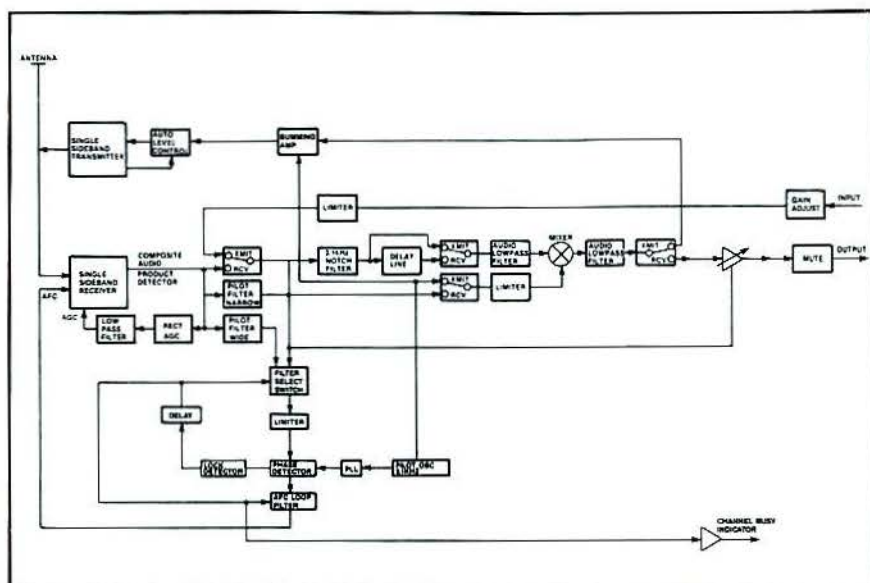 ANTENNA
SINGLE
SIDEBAND
TRANSMITTER
AUTO
LEVEL
CONTROL
SUMMING
AMP
LIMITER
GAIN
ADJUST
INPUT
COMPOSITE
AUDIO
PRODUCT
DETECTOR
XMIT
RCV
3.1kHz
NOTCH
FILTER
DELAY
LINE
XMIT
RCV
AUDIO
LOWPASS
FILTER
MIXER
AUDIO
LOWPASS
FILTER
XMIT
RCV
MUTE
OUTPUT
SINGLE
SIDEBAND
RECEIVER
AFC
AGC
PILOT
FILTER
NARROW
XMIT
RCV
LIMITER
LOW
PASS
FILTER
RECT
AGC
PILOT
FILTER
WIDE
FILTER
SELECT
SWITCH
DELAY
LIMITER
LOCK
DETECTOR
PHASE
DETECTOR
PLL
PILOT OSC
AFC LOOP
FILTER
CHANNEL BUSY
INDICATOR